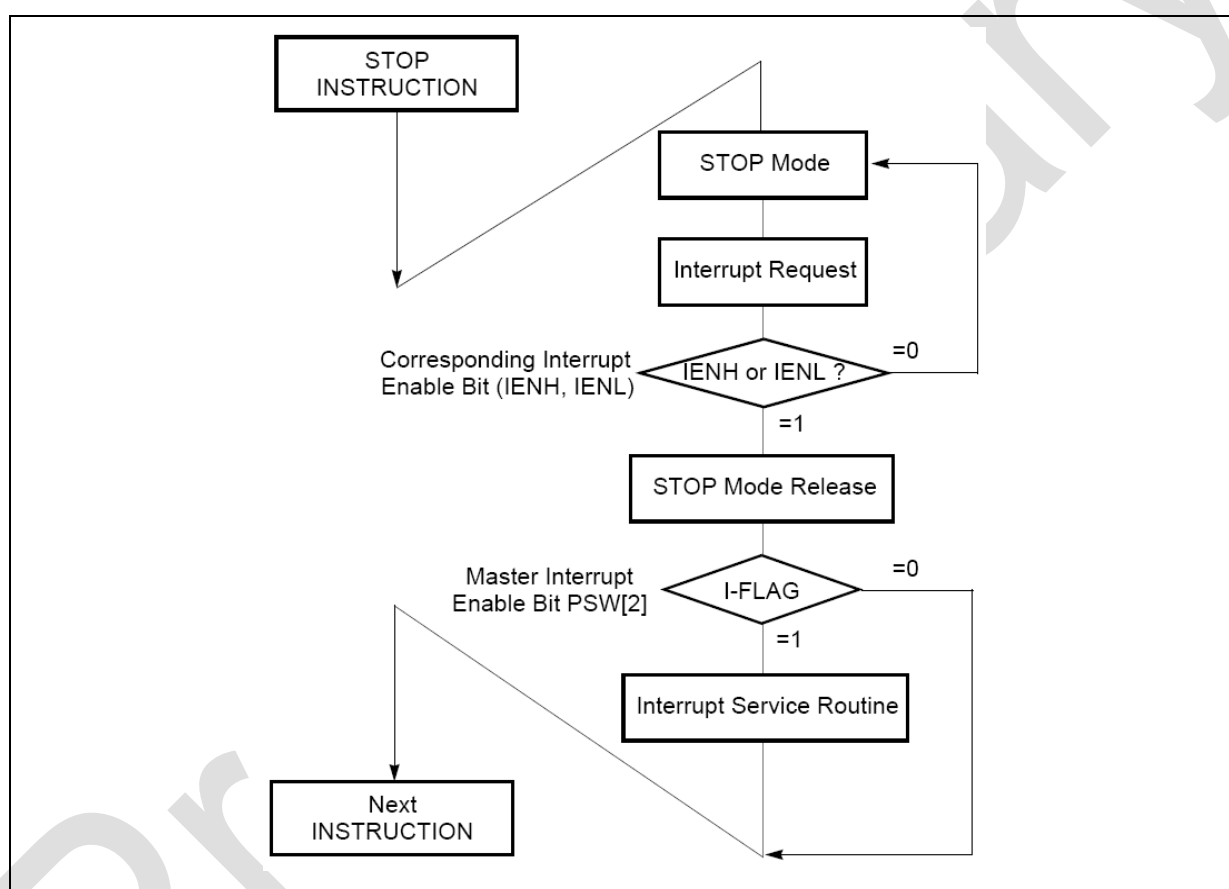 STOP
INSTRUCTION
STOP Mode
Interrupt Request
Corresponding Interrupt
Enable Bit (IENH, IENL)
IENH or IENL ?
=0
=1
STOP Mode Release
Master Interrupt
Enable Bit PSW[2]
I-FLAG
=0
=1
Interrupt Service Routine
Next
INSTRUCTION